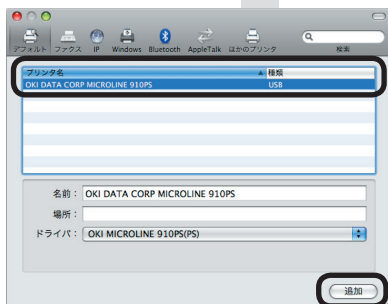 デフォルト ファクス IP Windows Bluetooth AppleTalk ほかのプリンタ 検索
プリンタ名 種類
OKI DATA CORP MICROLINE 910PS USB
名前： OKI DATA CORP MICROLINE 910PS
場所：
ドライバ： OKI MICROLINE 910PS(PS)
追加